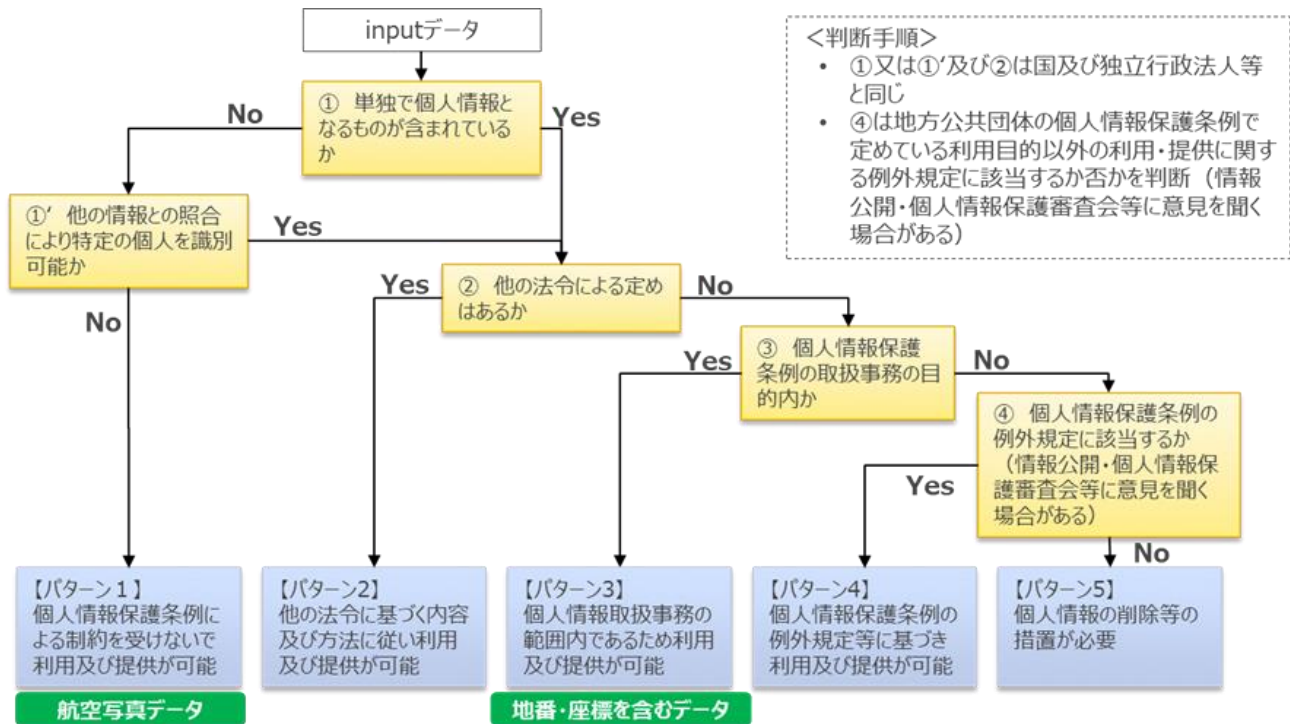 inputデータ
<判断手順>
• ①又は①‘及び②は国及び独立行政法人等
と同じ
• ④は地方公共団体の個人情報保護条例で
定めている利用目的以外の利用・提供に関す
る例外規定に該当するか否かを判断（情報
公開・個人情報保護審査会等に意見を聞く
場合がある）
① 単独で個人情報と
なるものが含まれている
か
No
Yes
①‘ 他の情報との照合
により特定の個人を識別
可能か
Yes
No
② 他の法令による定め
はあるか
Yes
No
③ 個人情報保護
条例の取扱事務の目
的内か
Yes
No
④ 個人情報保護条例の
例外規定に該当するか
（情報公開・個人情報保
護審査会等に意見を聞く
場合がある）
Yes
No
【パターン１】
個人情報保護条例に
よる制約を受けないで
利用及び提供が可能
【パターン2】
他の法令に基づく内容
及び方法に従い利用
及び提供が可能
【パターン3】
個人情報取扱事務の
範囲内であるため利用
及び提供が可能
【パターン4】
個人情報保護条例の
例外規定等に基づき
利用及び提供が可能
【パターン5】
個人情報の削除等の
措置が必要
航空写真データ
地番・座標を含むデータ